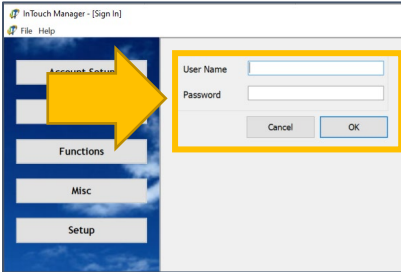 InTouch Manager - [Sign In]
File Help
Account Setup
User Name
Password
Cancel OK
Functions
Misc
Setup